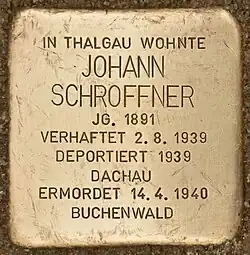 IN THALGAU WOHNTE
JOHANN
SCHROFFNER
JG. 1891
VERHAFTET 2.8.1939
DEPORTIERT 1939
DACHAU
ERMORDET 14.4.1940
BUCHENWALD